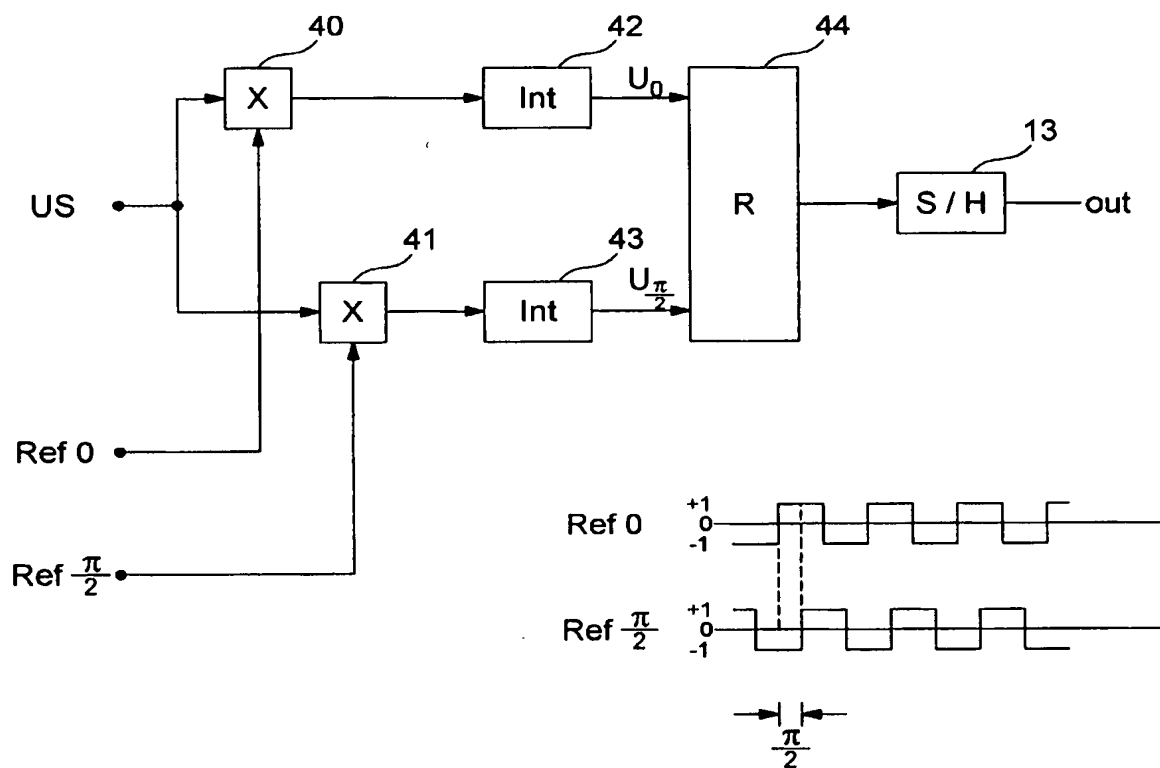 40
42
44
X
Int
U0
R
13
US
S / H
out
41
43
X
Int
Uπ/2
Ref 0
Ref π/2
Ref 0
+1
0
-1
Ref π/2
+1
0
-1
π/2